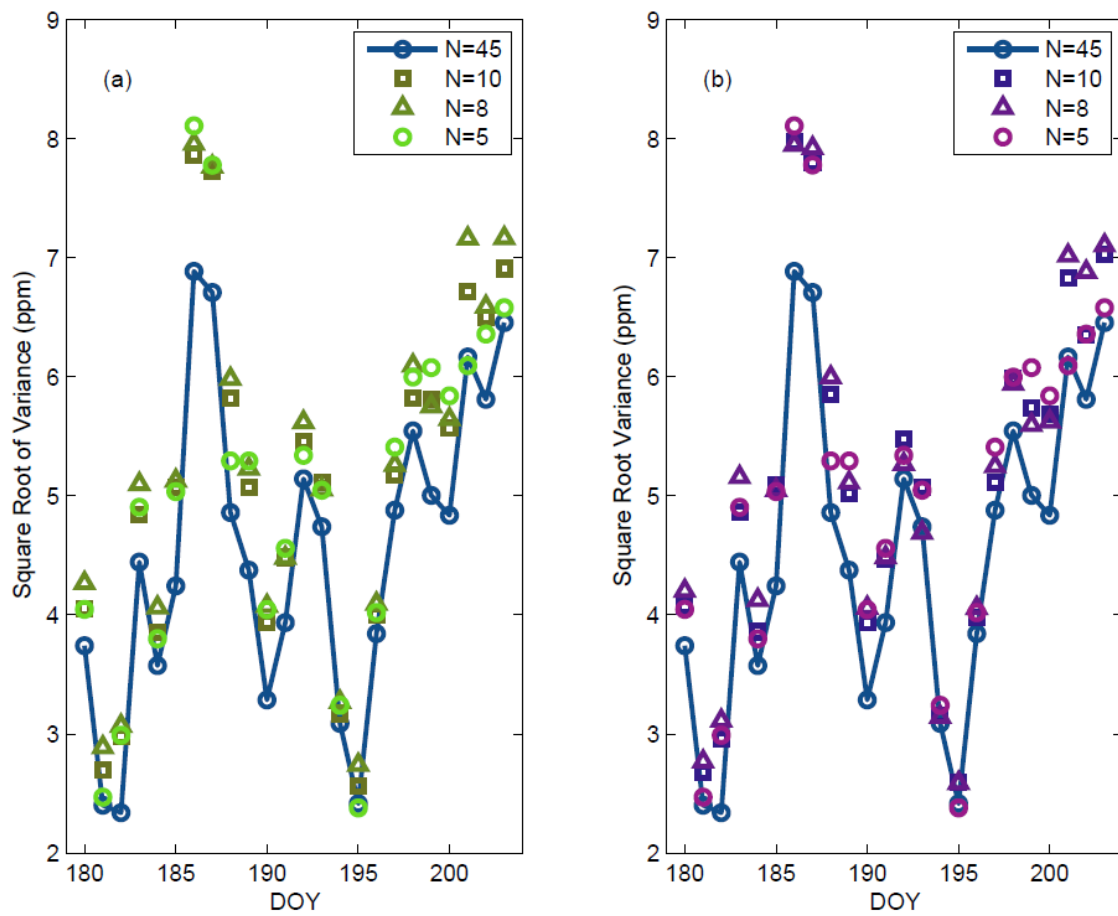 9
8
7
6
5
4
3
2
Square Root of Variance (ppm)
(a)
N=45
N=10
N=8
N=5
180
185
190
195
200
DOY
9
8
7
6
5
4
3
2
Square Root Variance (ppm)
(b)
N=45
N=10
N=8
N=5
180
185
190
195
200
DOY